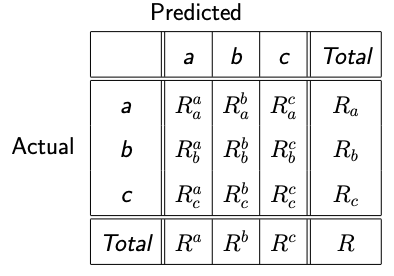 Predicted
a b c Total
a R_a^a R_a^b R_a^c R_a
Actual b R_b^a R_b^b R_b^c R_b
c R_c^a R_c^b R_c^c R_c
Total R^a R^b R^c R